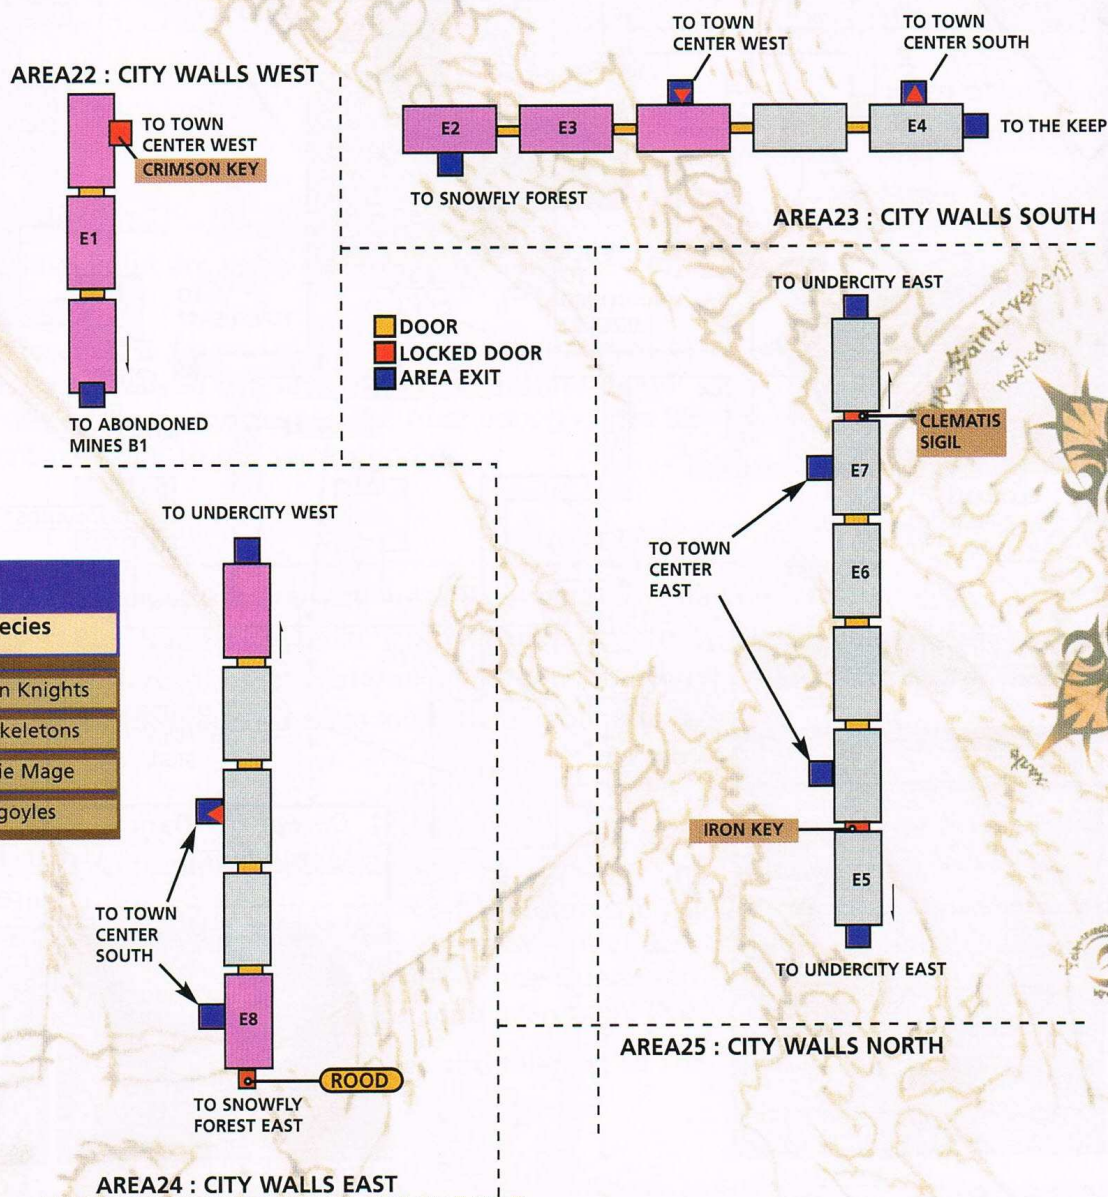 AREA22 : CITY WALLS WEST
TO TOWN
CENTER WEST
CRIMSON KEY
E1
TO ABONDONED
MINES B1
TO TOWN
CENTER WEST
TO TOWN
CENTER SOUTH
E2
E3
E4
TO THE KEEP
TO SNOWFLY FOREST
AREA23 : CITY WALLS SOUTH
DOOR
LOCKED DOOR
AREA EXIT
TO UNDERCITY EAST
CLEMATIS
SIGIL
E7
TO TOWN
CENTER
EAST
E6
IRON KEY
E5
TO UNDERCITY EAST
AREA25 : CITY WALLS NORTH
ecies
n Knights
keletons
ie Mage
goyles
TO UNDERCITY WEST
TO TOWN
CENTER
SOUTH
E8
ROOD
TO SNOWFLY
FOREST EAST
AREA24 : CITY WALLS EAST